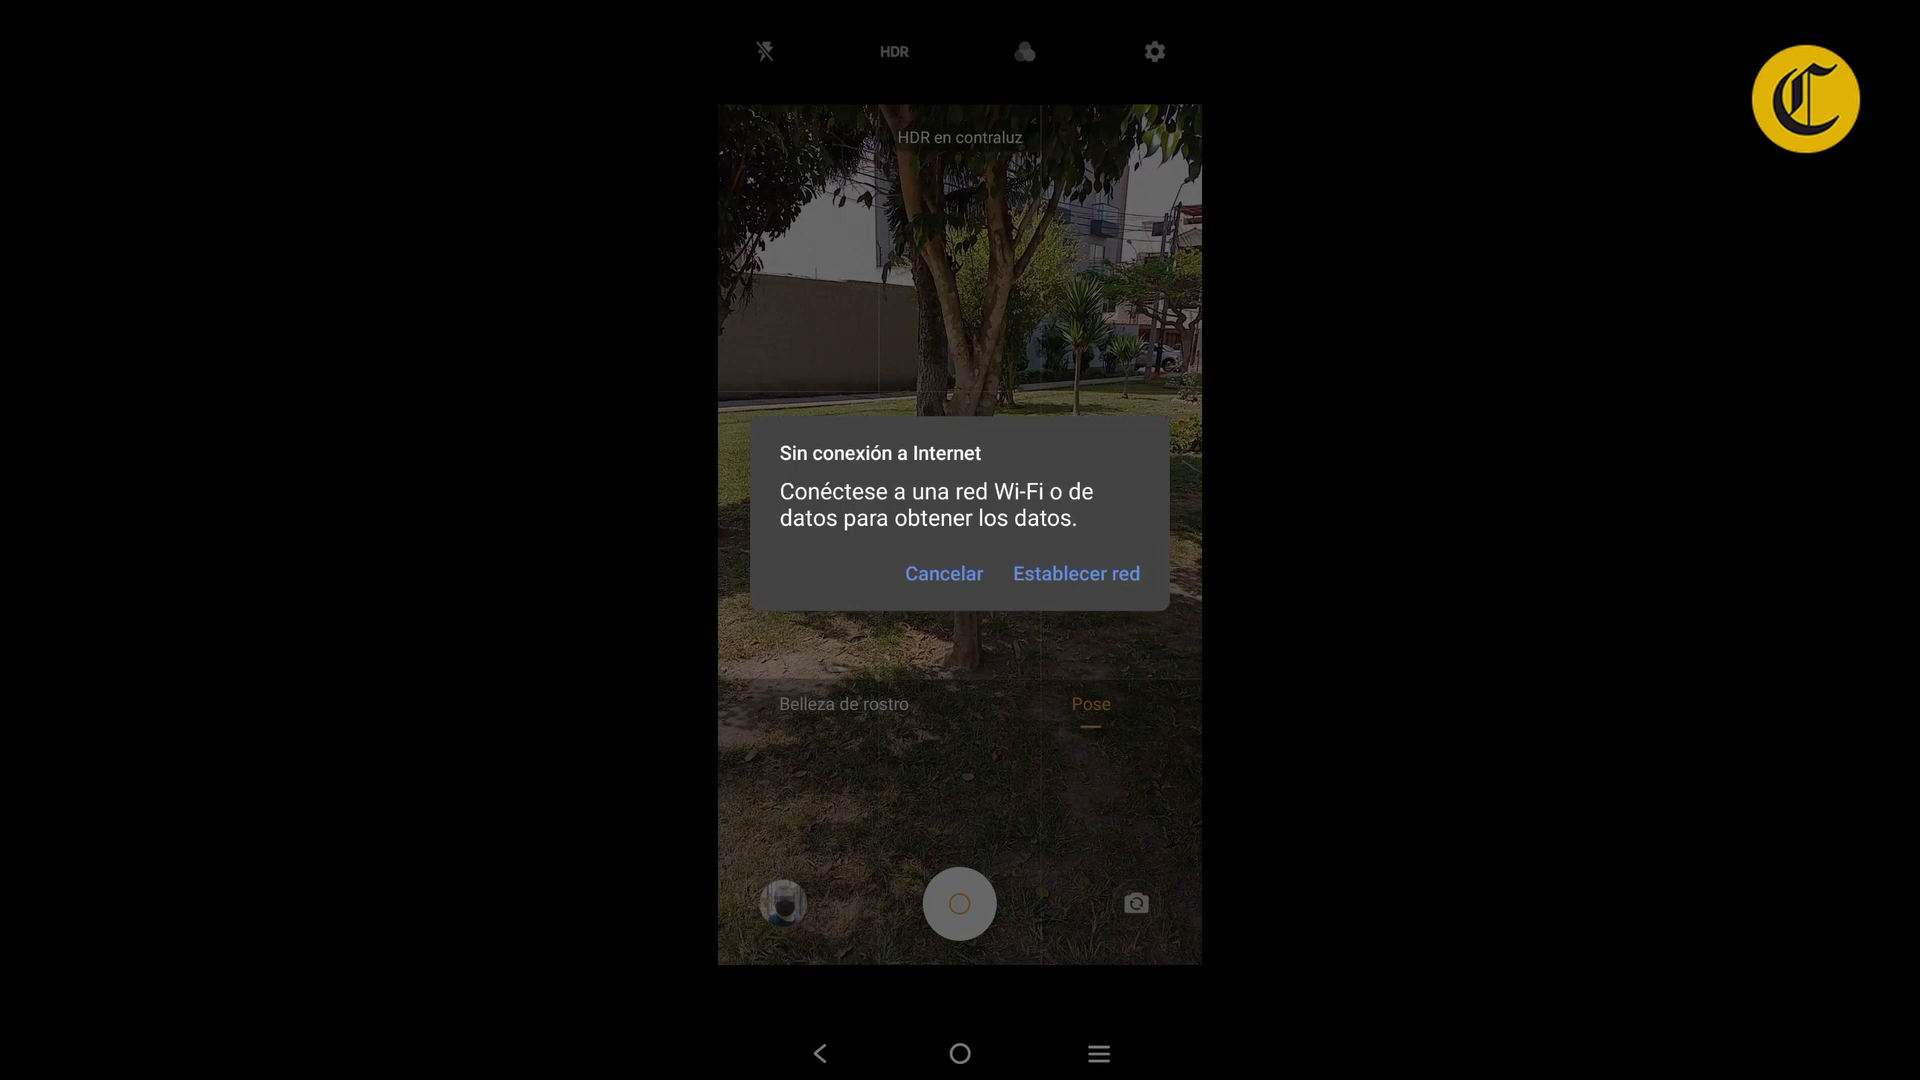 HDR
HDR en contraluz
Sin conexión a Internet
Conéctese a una red Wi-Fi o de
datos para obtener los datos.
Cancelar Establecer red
Belleza de rostro Pose
C